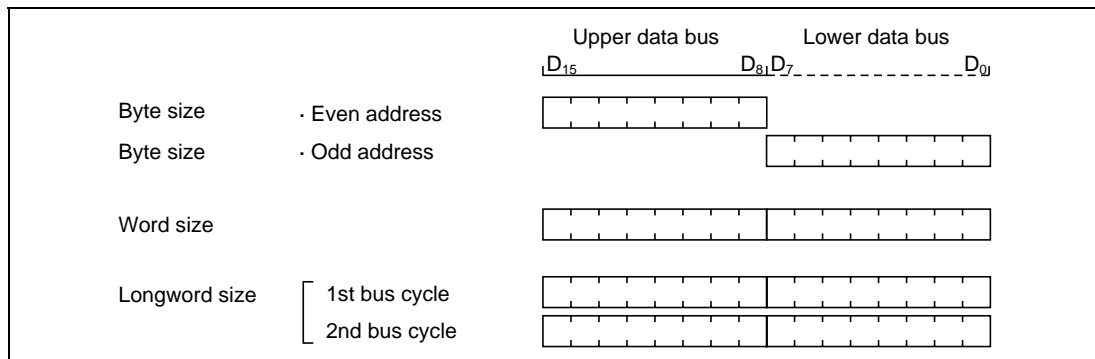 Upper data bus Lower data bus
D15 D8 D7 D0
Byte size · Even address
Byte size · Odd address
Word size
Longword size 1st bus cycle
2nd bus cycle